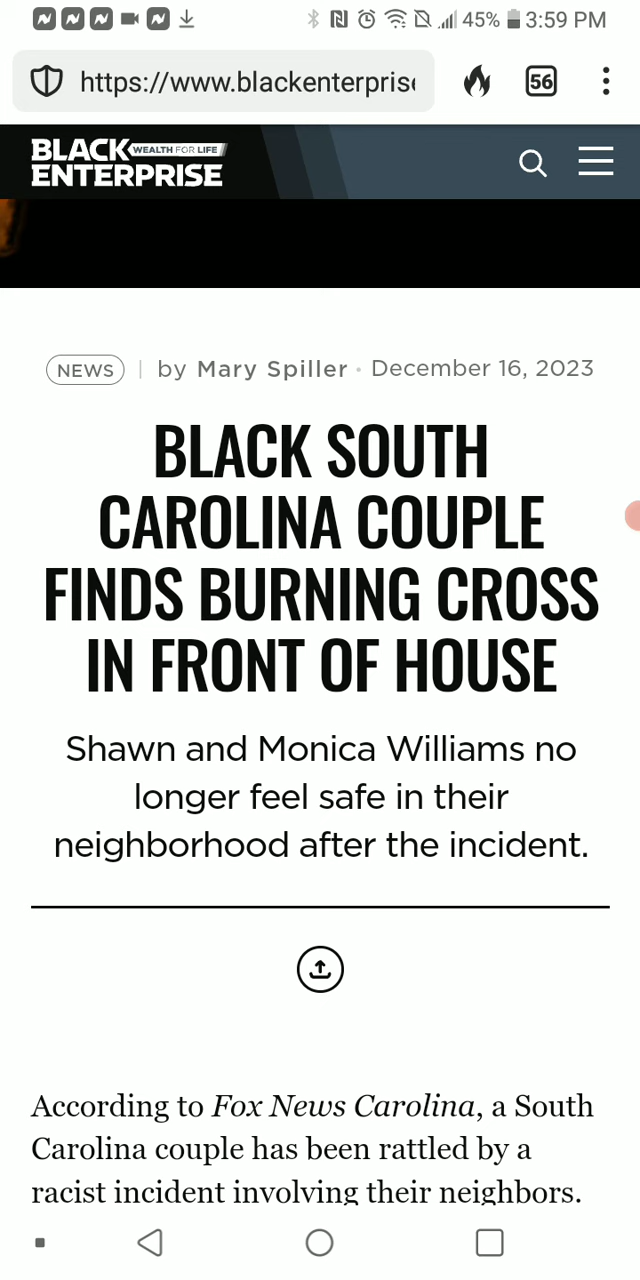 45% 3:59 PM
https://www.blackenterprise
56
BLACK WEALTH FOR LIFE
ENTERPRISE
NEWS | by Mary Spiller • December 16, 2023
BLACK SOUTH
CAROLINA COUPLE
FINDS BURNING CROSS
IN FRONT OF HOUSE
Shawn and Monica Williams no
longer feel safe in their
neighborhood after the incident.
According to Fox News Carolina, a South
Carolina couple has been rattled by a
racist incident involving their neighbors.